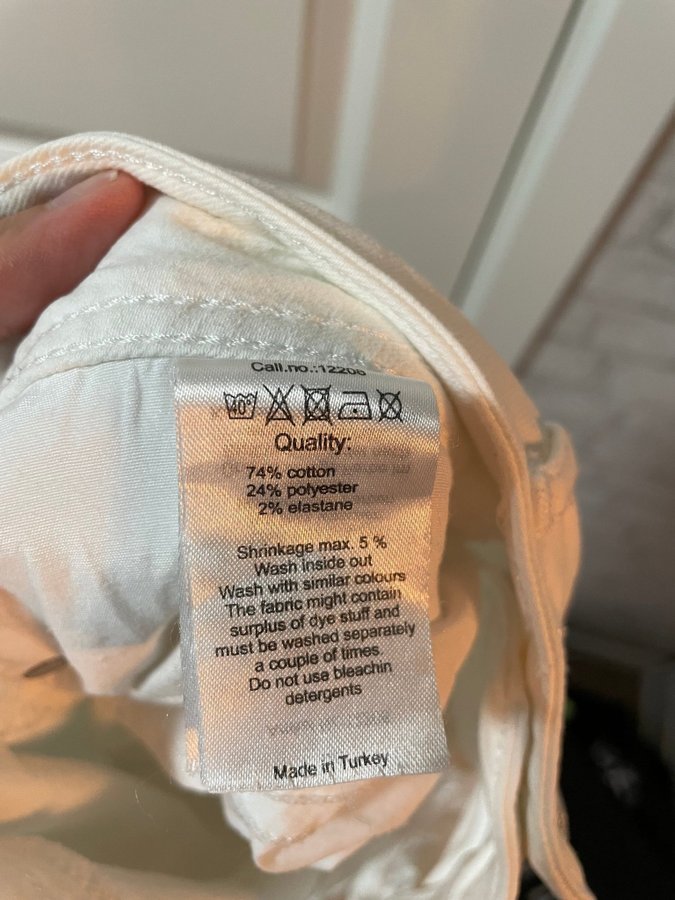 Call.no.:12206
40°
Quality:
74% cotton
24% polyester
2% elastane
Shrinkage max. 5 %
Wash inside out
Wash with similar colours
The fabric might contain
surplus of dye stuff and
must be washed separately
a couple of times.
Do not use bleachin
detergents
Made in Turkey